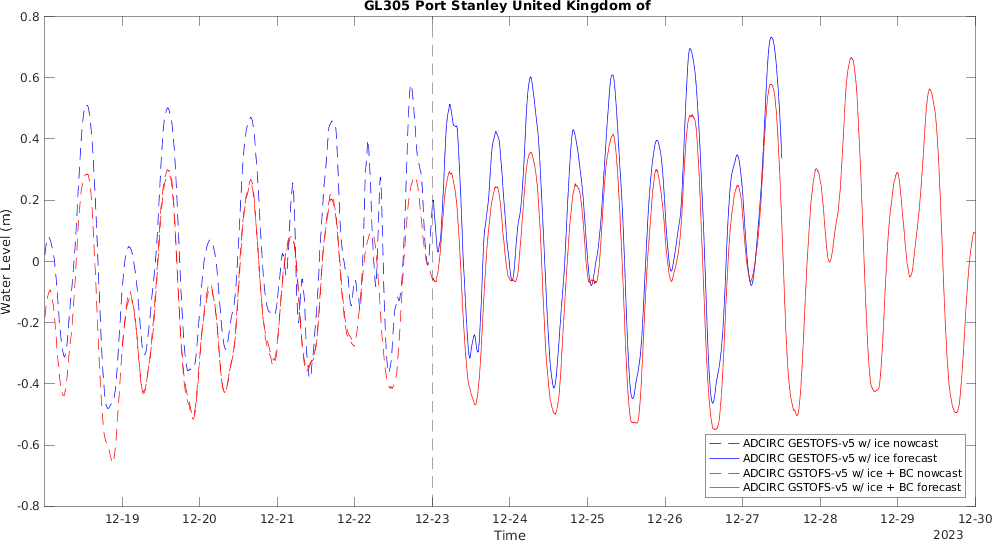 GL305 Port Stanley United Kingdom of
0.8
0.6
0.4
0.2
0
-0.2
-0.4
-0.6
-0.8
Water Level (m)
12-19 12-20 12-21 12-22 12-23 12-24 12-25 12-26 12-27 12-28 12-29 12-30
Time
2023
ADCIRC GESTOFS-v5 w/ ice nowcast
ADCIRC GESTOFS-v5 w/ ice forecast
ADCIRC GSTOFS-v5 w/ ice + BC nowcast
ADCIRC GSTOFS-v5 w/ ice + BC forecast